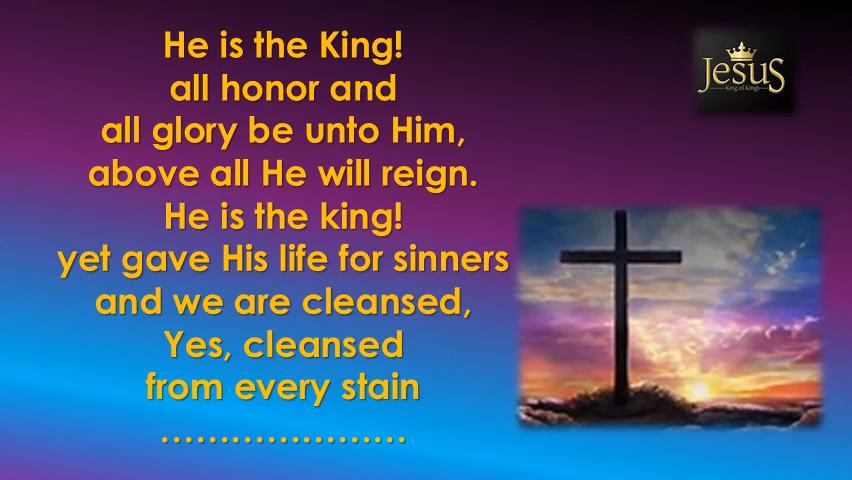 He is the King!
all honor and
all glory be unto Him,
above all He will reign.
He is the king!
yet gave His life for sinners
and we are cleansed,
Yes, cleansed
from every stain
.....................
JesuS
King of Kings